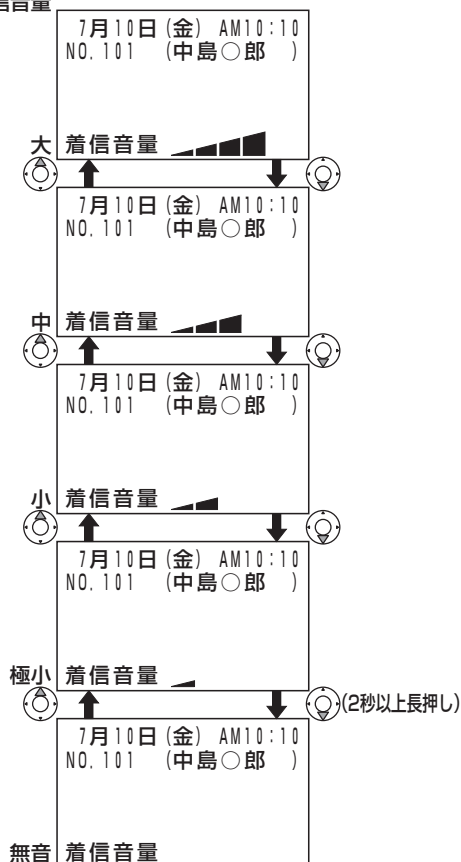 7月10日(金) AM10:10
NO.101 (中島○郎 )
大 着信音量
7月10日(金) AM10:10
NO.101 (中島○郎 )
中 着信音量
7月10日(金) AM10:10
NO.101 (中島○郎 )
小 着信音量
7月10日(金) AM10:10
NO.101 (中島○郎 )
極小 着信音量
(2秒以上長押し)
7月10日(金) AM10:10
NO.101 (中島○郎 )
無音 着信音量